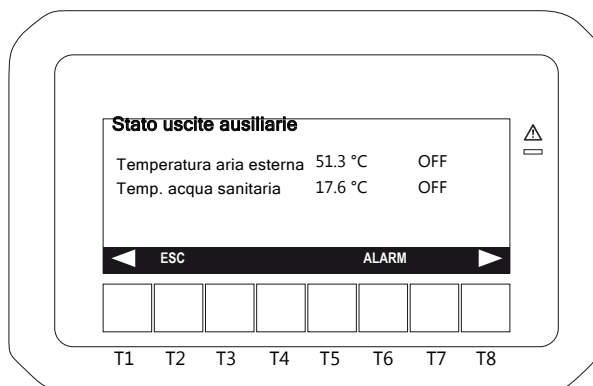 Stato uscite ausiliarie
Temperatura aria esterna 51.3 °C OFF
Temp. acqua sanitaria 17.6 °C OFF
ESC ALARM
T1 T2 T3 T4 T5 T6 T7 T8